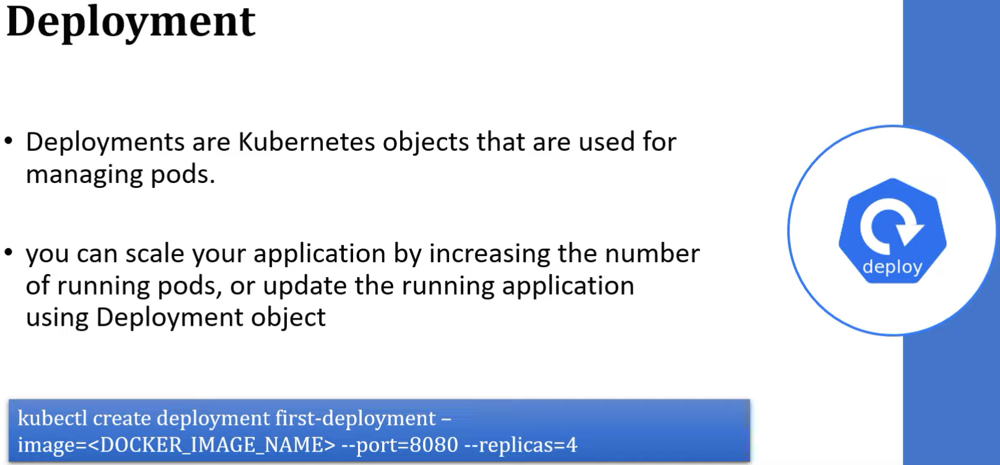 Deployment
• Deployments are Kubernetes objects that are used for
managing pods.
• you can scale your application by increasing the number
of running pods, or update the running application
using Deployment object
deploy
kubectl create deployment first-deployment –
image=<DOCKER_IMAGE_NAME> --port=8080 --replicas=4